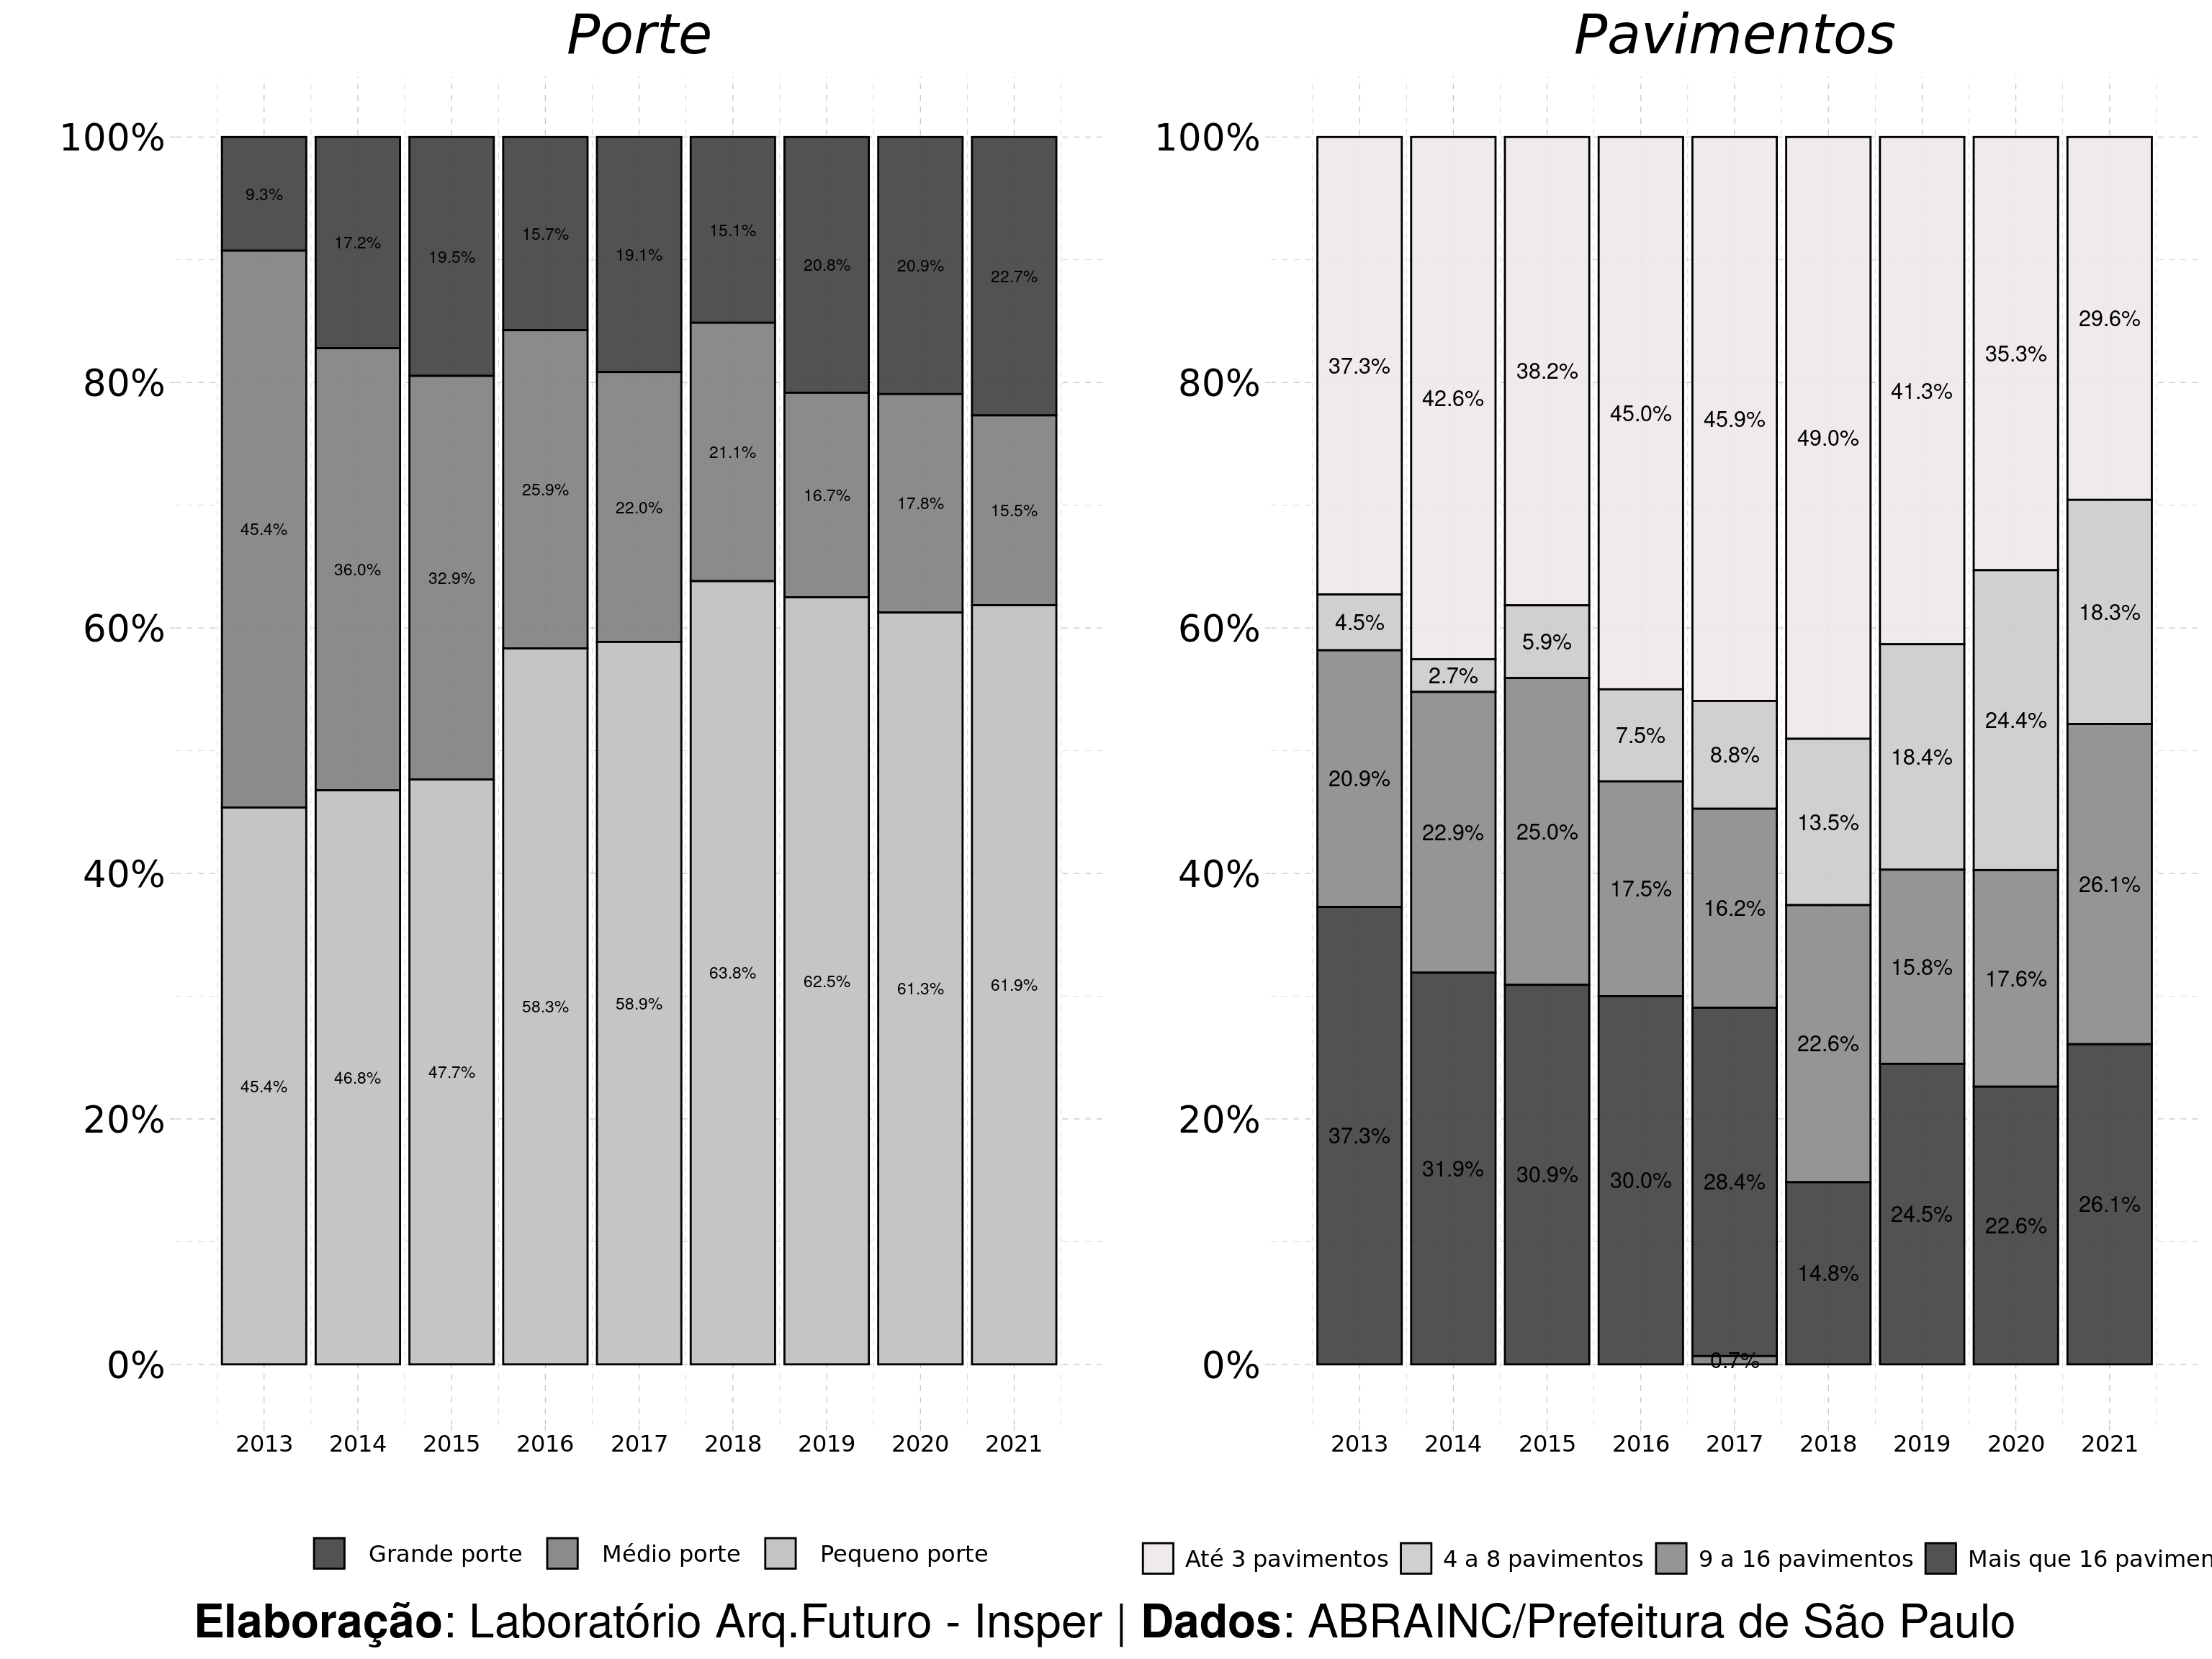 Porte
Pavimentos
100%
80%
60%
40%
20%
0%
9.3% 17.2% 19.5% 15.7% 19.1% 15.1% 20.8% 20.9% 22.7%
45.4% 36.0% 32.9% 25.9% 22.0% 21.1% 16.7% 17.8% 15.5%
45.4% 46.8% 47.7% 58.3% 58.9% 63.8% 62.5% 61.3% 61.9%
2013 2014 2015 2016 2017 2018 2019 2020 2021
Grande porte Médio porte Pequeno porte
100%
80%
60%
40%
20%
0%
37.3% 42.6% 38.2% 45.0% 45.9% 49.0% 41.3% 35.3% 29.6%
4.5% 2.7% 5.9% 7.5% 8.8% 13.5% 18.4% 24.4% 18.3%
20.9% 22.9% 25.0% 17.5% 16.2% 22.6% 15.8% 17.6% 26.1%
37.3% 31.9% 30.9% 30.0% 28.4% 14.8% 24.5% 22.6% 26.1%
0.7%
2013 2014 2015 2016 2017 2018 2019 2020 2021
Até 3 pavimentos 4 a 8 pavimentos 9 a 16 pavimentos Mais que 16 pavimen
Elaboração: Laboratório Arq.Futuro - Insper | Dados: ABRAINC/Prefeitura de São Paulo